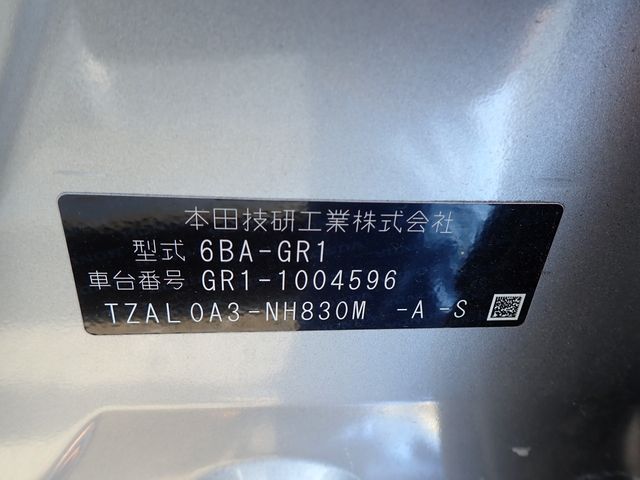 本田技研工業株式会社
型式 6BA-GR1
車台番号 GR1-1004596
TZAL0A3-NH830M -A -S